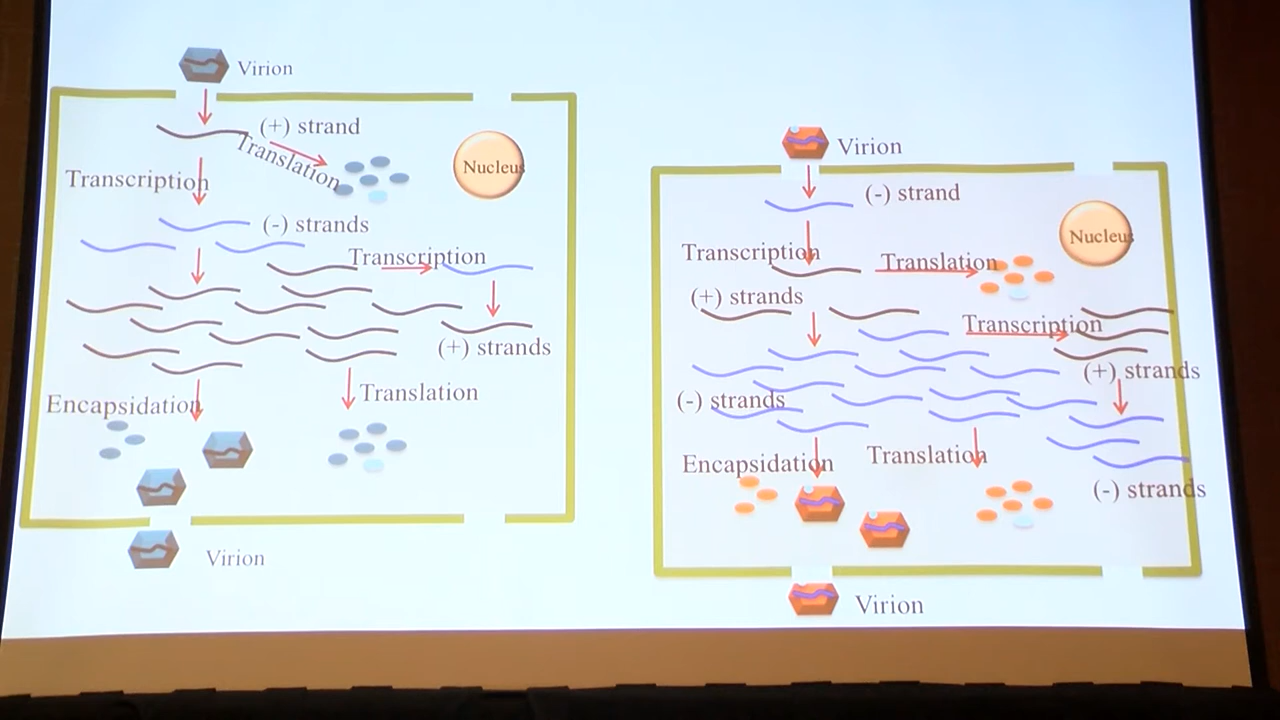 Virion
(+) strand
Translation
Nucleus
Transcription
(-) strands
Transcription
(+) strands
Encapsidation
Translation
Virion
Virion
(-) strand
Nucleus
Transcription
Translation
(+) strands
Transcription
(+) strands
(-) strands
Encapsidation
Translation
(-) strands
Virion